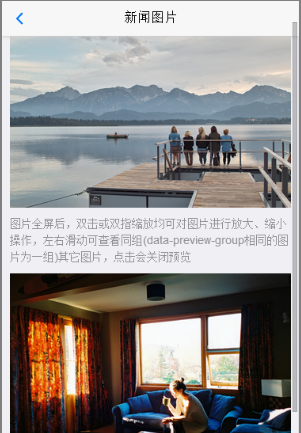 新闻图片
图片全屏后，双击或双指缩放均可对图片进行放大、缩小
操作，左右滑动可查看同组(data-preview-group相同的图
片为一组)其它图片，点击会关闭预览